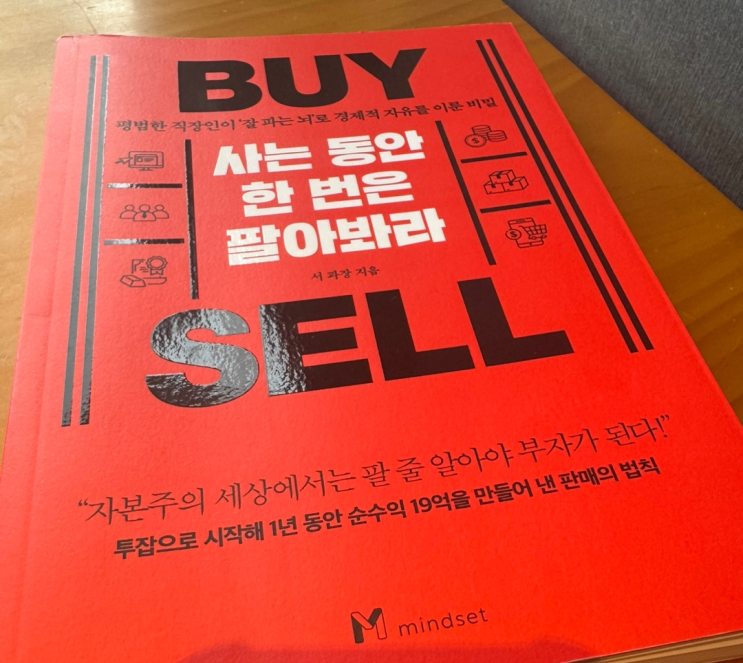 BUY
평범한 직장인이 '잘 파는 뇌'로 경제적 자유를 이룬 비밀
사는 동안
한 번은
팔아봐라
서 과장 지음
SELL
“자본주의 세상에서는 팔 줄 알아야 부자가 된다!”
투잡으로 시작해 1년 동안 순수익 19억을 만들어 낸 판매의 법칙
M mindset